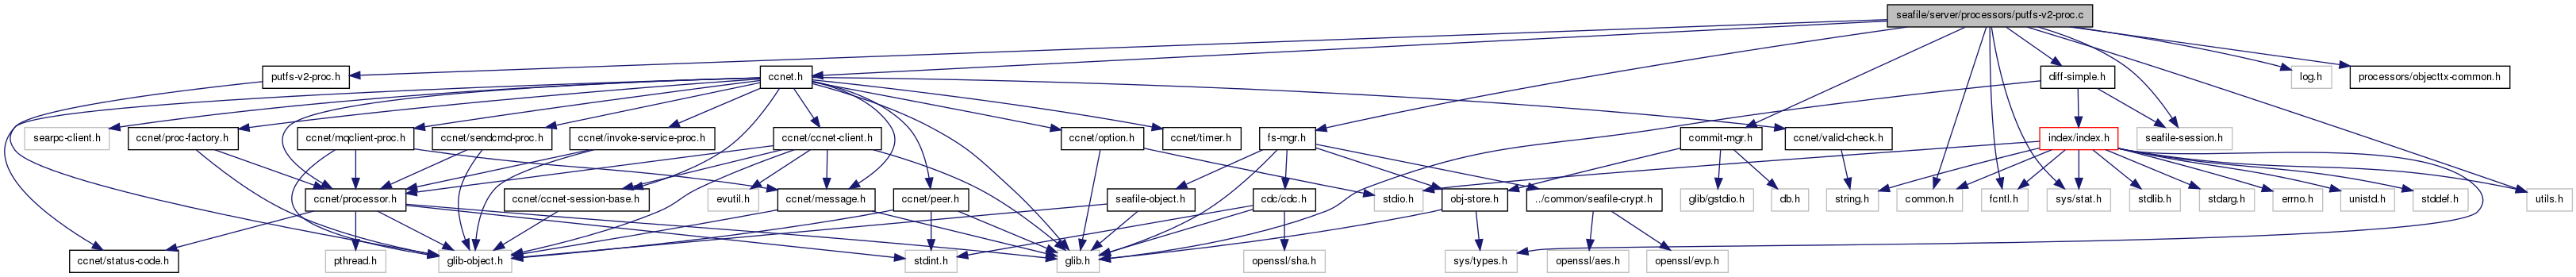 seafile/server/processors/putfs-v2-proc.c
putfs-v2-proc.h
ccnet.h
diff-simple.h
log.h
processors/objecttx-common.h
searpc-client.h
ccnet/proc-factory.h
ccnet/mqclient-proc.h
ccnet/sendcmd-proc.h
ccnet/invoke-service-proc.h
ccnet/ccnet-client.h
ccnet/option.h
ccnet/timer.h
fs-mgr.h
commit-mgr.h
ccnet/valid-check.h
index/index.h
seafile-session.h
ccnet/processor.h
ccnet/ccnet-session-base.h
evutil.h
ccnet/message.h
ccnet/peer.h
seafile-object.h
cdc/cdc.h
stdio.h
obj-store.h
../common/seafile-crypt.h
glib/gstdio.h
db.h
string.h
common.h
fcntl.h
sys/stat.h
stdlib.h
stdarg.h
errno.h
unistd.h
stddef.h
utils.h
ccnet/status-code.h
pthread.h
glib-object.h
stdint.h
glib.h
openssl/sha.h
sys/types.h
openssl/aes.h
openssl/evp.h